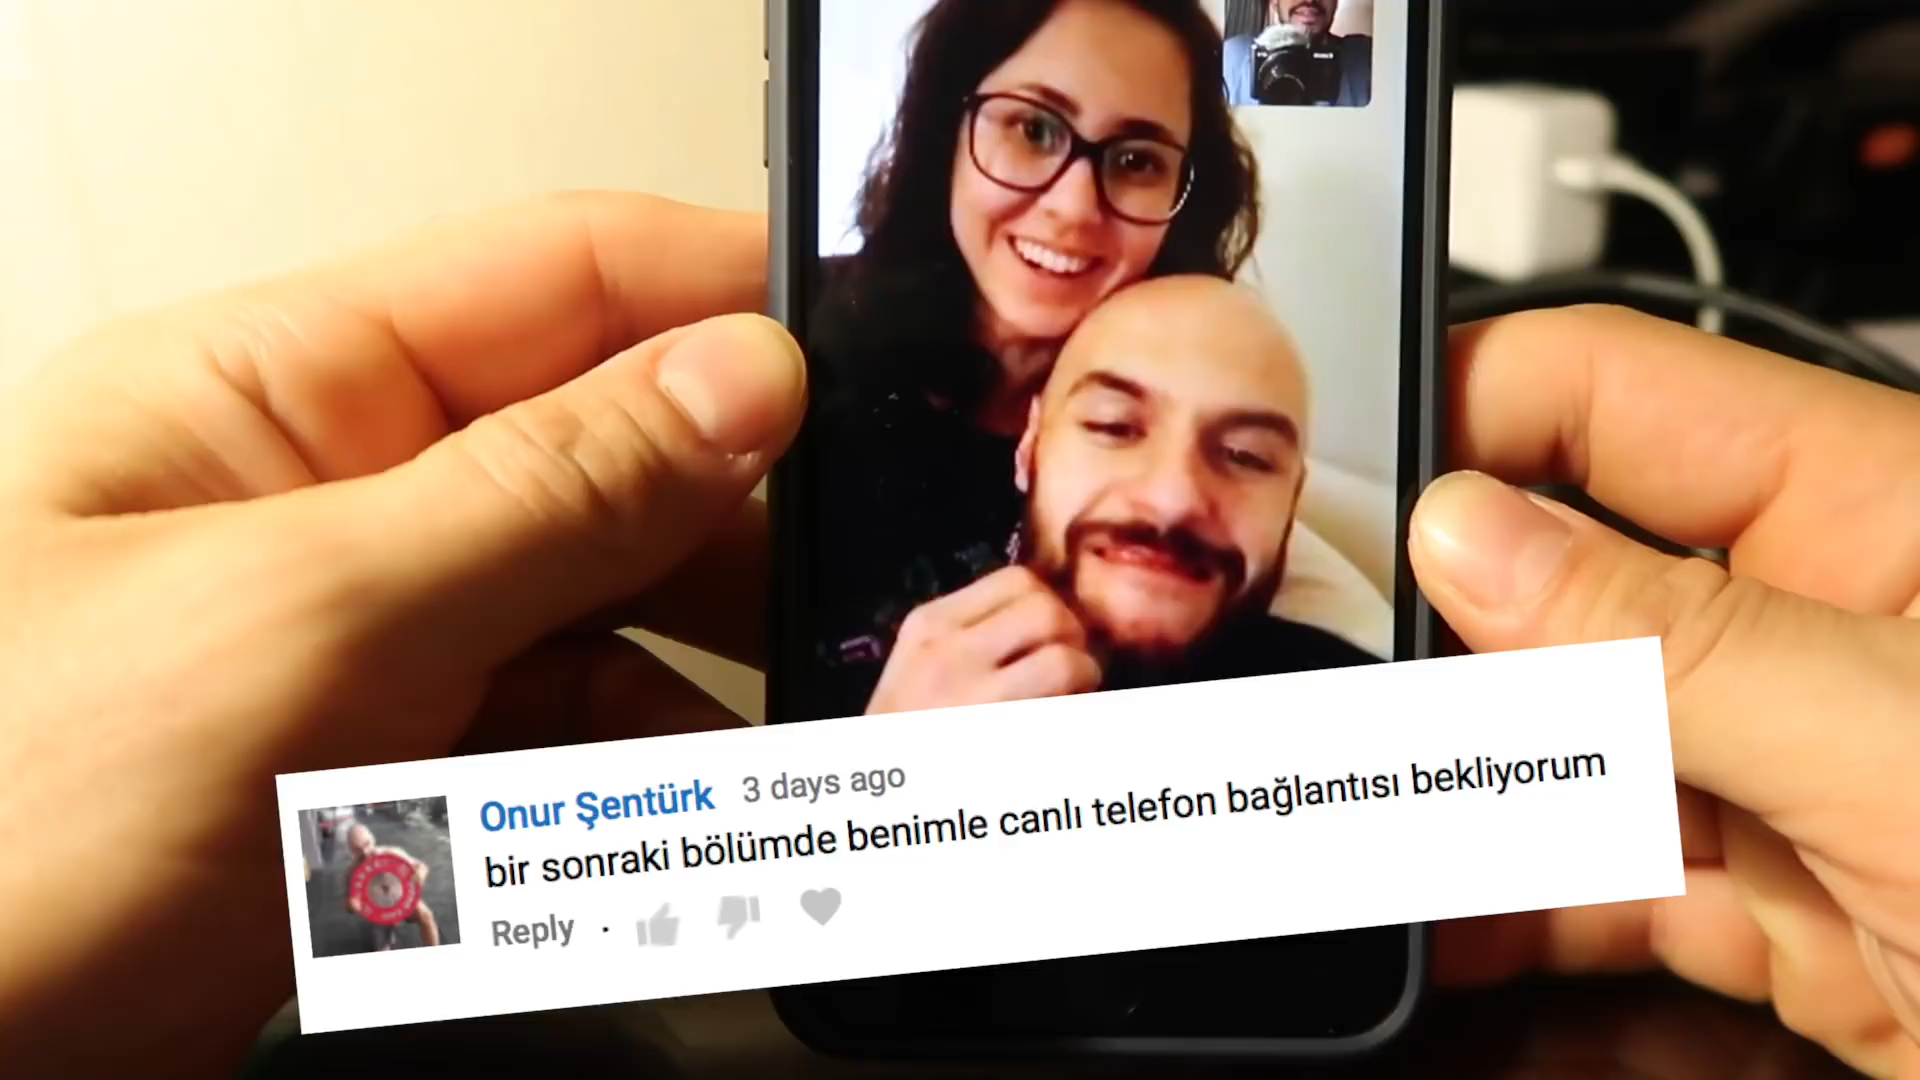 Onur Şentürk 3 days ago
bir sonraki bölümde benimle canlı telefon bağlantısı bekliyorum
Reply ·